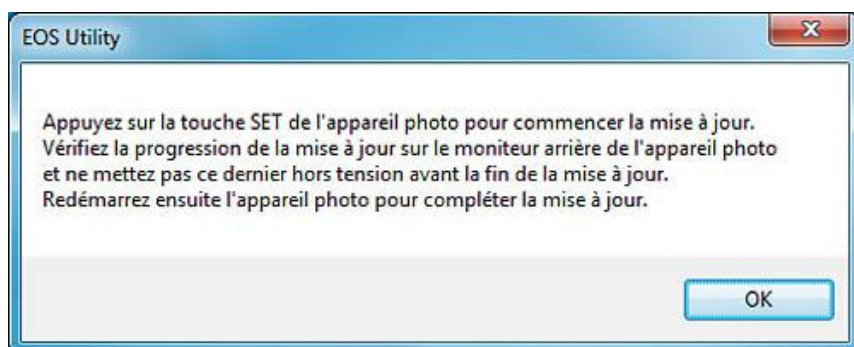 EOS Utility
Appuyez sur la touche SET de l'appareil photo pour commencer la mise à jour.
Vérifiez la progression de la mise à jour sur le moniteur arrière de l'appareil photo
et ne mettez pas ce dernier hors tension avant la fin de la mise à jour.
Redémarrez ensuite l'appareil photo pour compléter la mise à jour.
OK